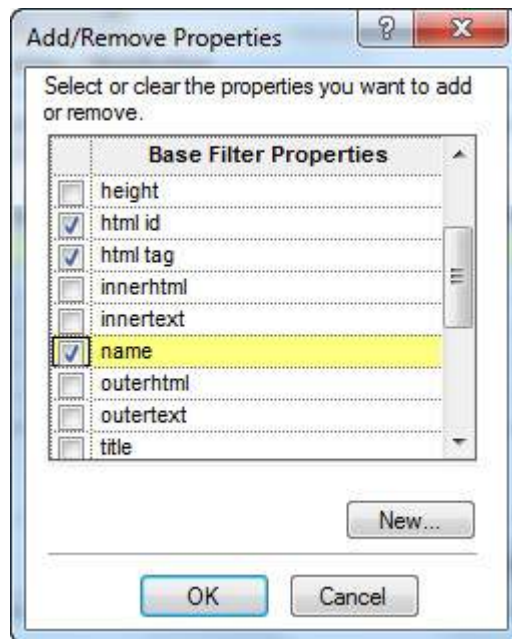 Add/Remove Properties
Select or clear the properties you want to add
or remove.
Base Filter Properties
height
html id
html tag
innerhtml
innertext
name
outerhtml
outertext
title
New...
OK
Cancel